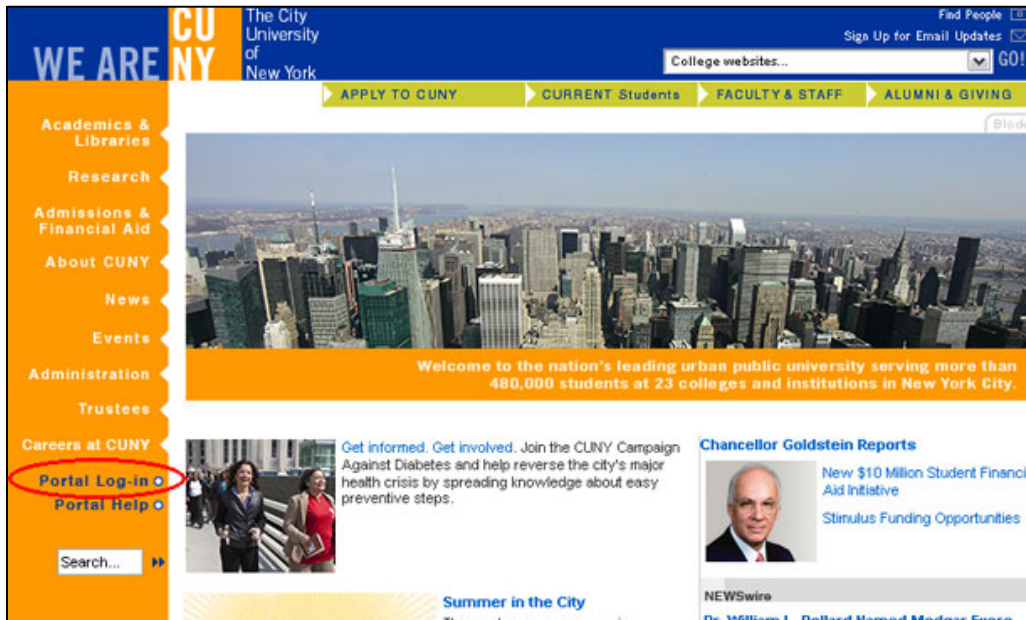 WE ARE
CU
NY
The City
University
of
New York
Find People
Sign Up for Email Updates
College websites...
GO!
APPLY TO CUNY
CURRENT Students
FACULTY & STAFF
ALUMNI & GIVING
Academics &
Libraries
Research
Admissions &
Financial Aid
About CUNY
News
Events
Administration
Trustees
Careers at CUNY
Portal Log-in
Portal Help
Search...
Welcome to the nation's leading urban public university serving more than
480,000 students at 23 colleges and institutions in New York City.
Get informed. Get involved. Join the CUNY Campaign
Against Diabetes and help reverse the city's major
health crisis by spreading knowledge about easy
preventive steps.
Summer in the City
Chancellor Goldstein Reports
New $10 Million Student Financi
Aid Initiative
Stimulus Funding Opportunities
NEWSwire
Dr. William L. Pollard Named Medgar Evers